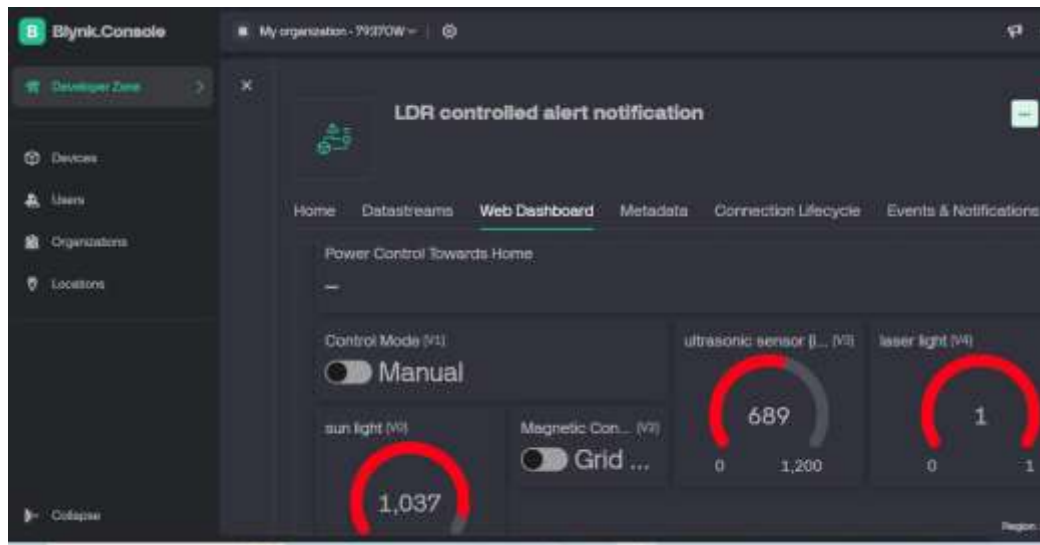 B Blynk.Console
My organization - 7937OW
Developer Zone
Devices
Users
Organizations
Locations
Collapse
LDR controlled alert notification
Home Datastreams Web Dashboard Metadata Connection Lifecycle Events & Notifications
Power Control Towards Home
–
Control Mode (V1)
Manual
ultrasonic sensor (l... (V3)
689
0 1,200
laser light (V4)
1
0 1
sun light (V0)
1,037
Magnetic Con... (V2)
Grid ...
Region: